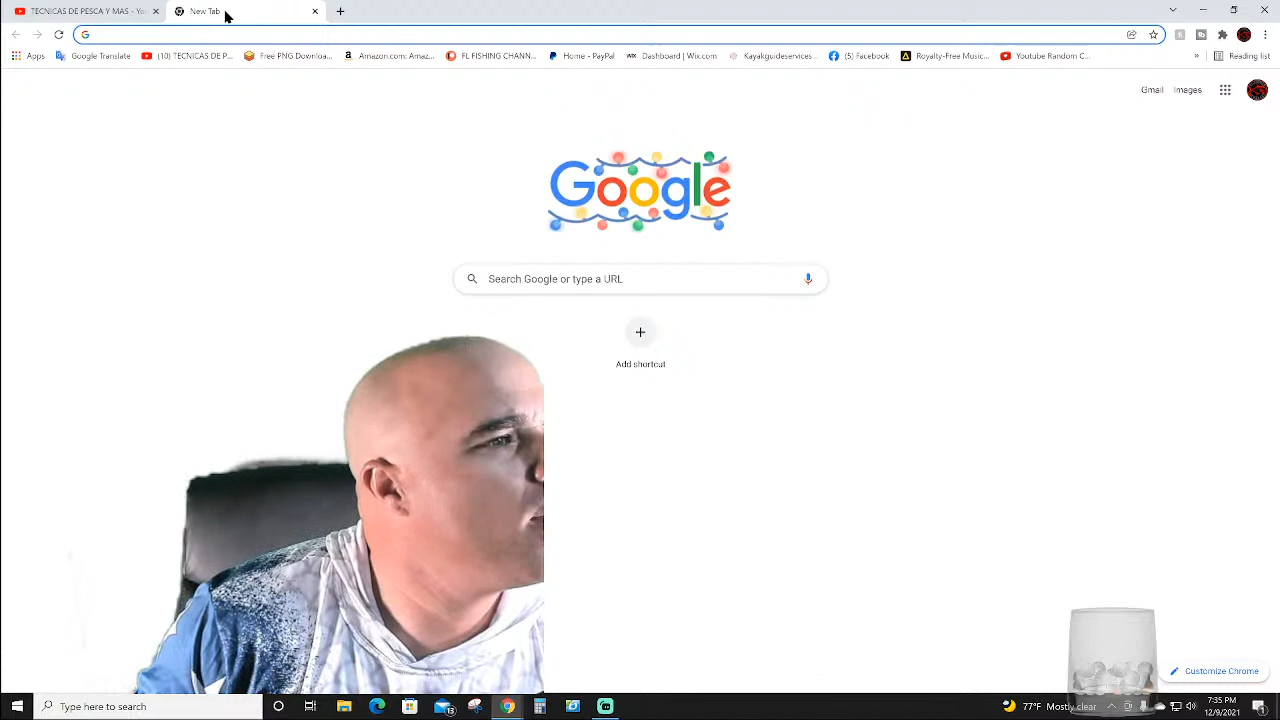 TECNICAS DE PESCA Y MAS - Yo
New Tab
Apps
Google Translate
(10) TECNICAS DE P...
Free PNG Downloa...
Amazon.com: Amaz...
FL FISHING CHANN...
Home - PayPal
Dashboard | Wix.com
Kayakguideservices...
(5) Facebook
Royalty-Free Music...
Youtube Random C...
Reading list
Gmail
Images
Google
Search Google or type a URL
Add shortcut
Customize Chrome
Type here to search
77°F Mostly clear
7:35 PM
12/9/2021